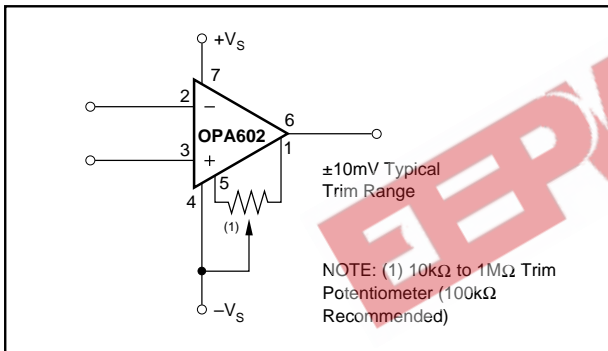 +VS
7
2
−
OPA602
6
3
+
1
5
4
(1)
±10mV Typical
Trim Range
NOTE: (1) 10kΩ to 1MΩ Trim
Potentiometer (100kΩ
Recommended)
−VS